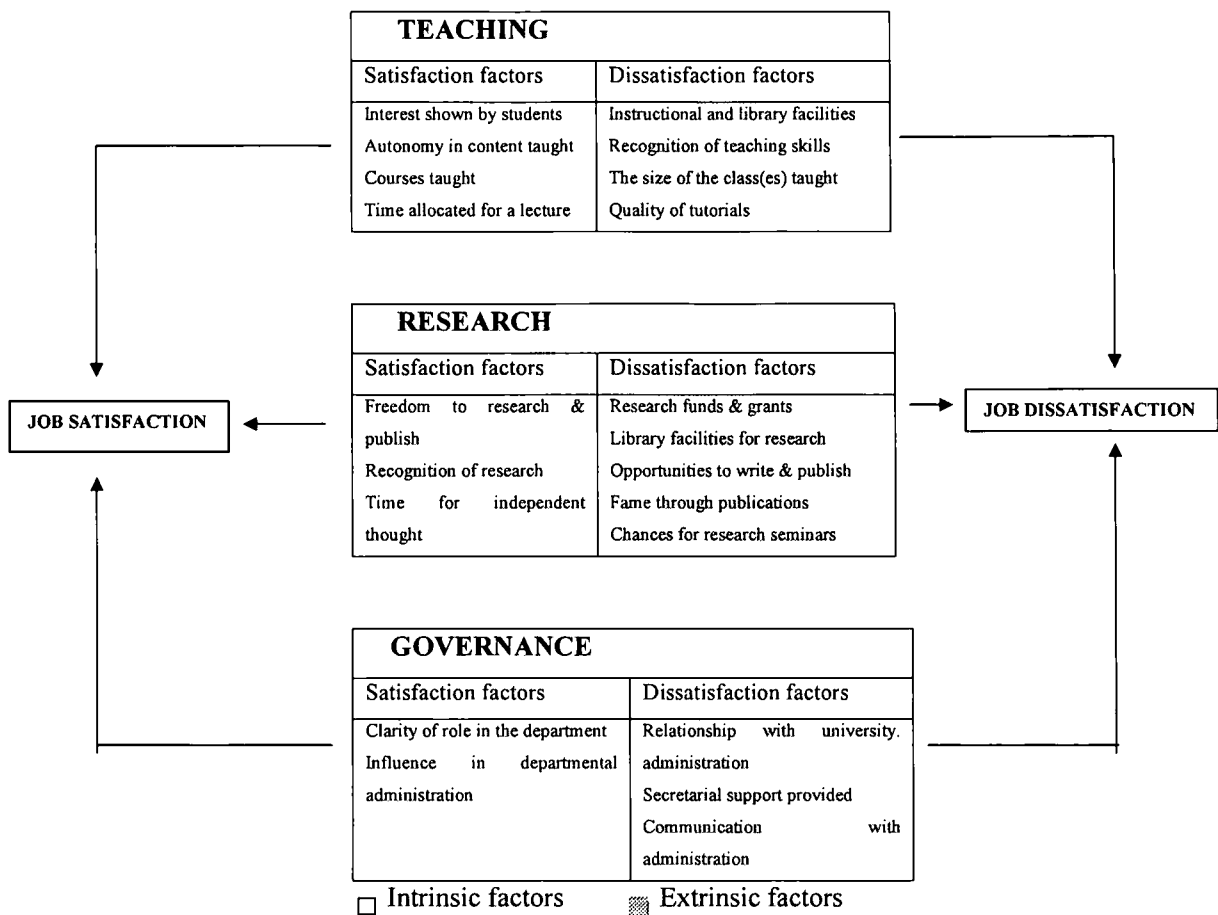 TEACHING
Satisfaction factors
Dissatisfaction factors
Interest shown by students
Autonomy in content taught
Courses taught
Time allocated for a lecture
Instructional and library facilities
Recognition of teaching skills
The size of the class(es) taught
Quality of tutorials
RESEARCH
Satisfaction factors
Dissatisfaction factors
Freedom to research &
publish
Recognition of research
Time for independent
thought
Research funds & grants
Library facilities for research
Opportunities to write & publish
Fame through publications
Chances for research seminars
JOB SATISFACTION
JOB DISSATISFACTION
GOVERNANCE
Satisfaction factors
Dissatisfaction factors
Clarity of role in the department
Influence in departmental
administration
Relationship with university.
administration
Secretarial support provided
Communication with
administration
Intrinsic factors
Extrinsic factors